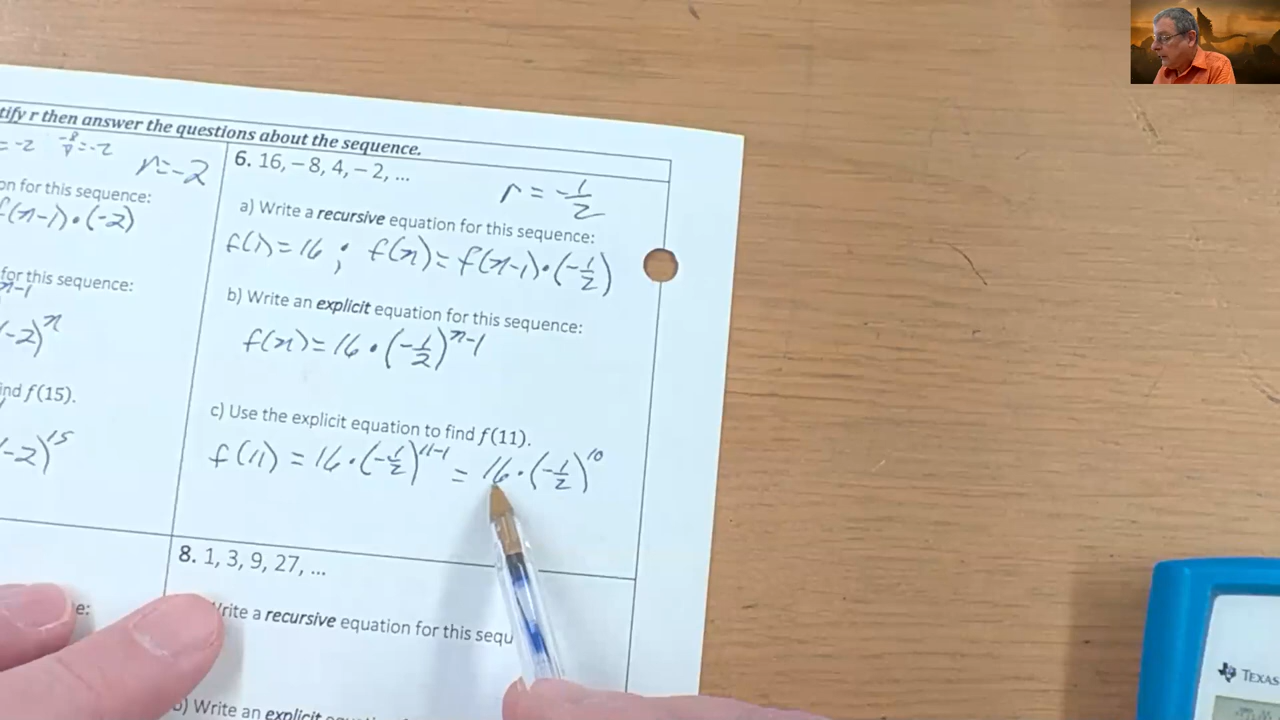 tify r then answer the questions about the sequence.
= -2 -8/4 = -2 r = -2
on for this sequence:
f(n-1)·(-2)
for this sequence:
n-1
(-2)^n
ind f(15).
(-2)^15
6. 16, -8, 4, -2, ...
r = -1/2
a) Write a recursive equation for this sequence:
f(1) = 16 ; f(n) = f(n-1)·(-1/2)
b) Write an explicit equation for this sequence:
f(n) = 16·(-1/2)^n-1
c) Use the explicit equation to find f(11).
f(11) = 16·(-1/2)^11-1 = 16·(-1/2)^10
e:
8. 1, 3, 9, 27, ...
Write a recursive equation for this sequ
b) Write an explicit equ
TEXAS